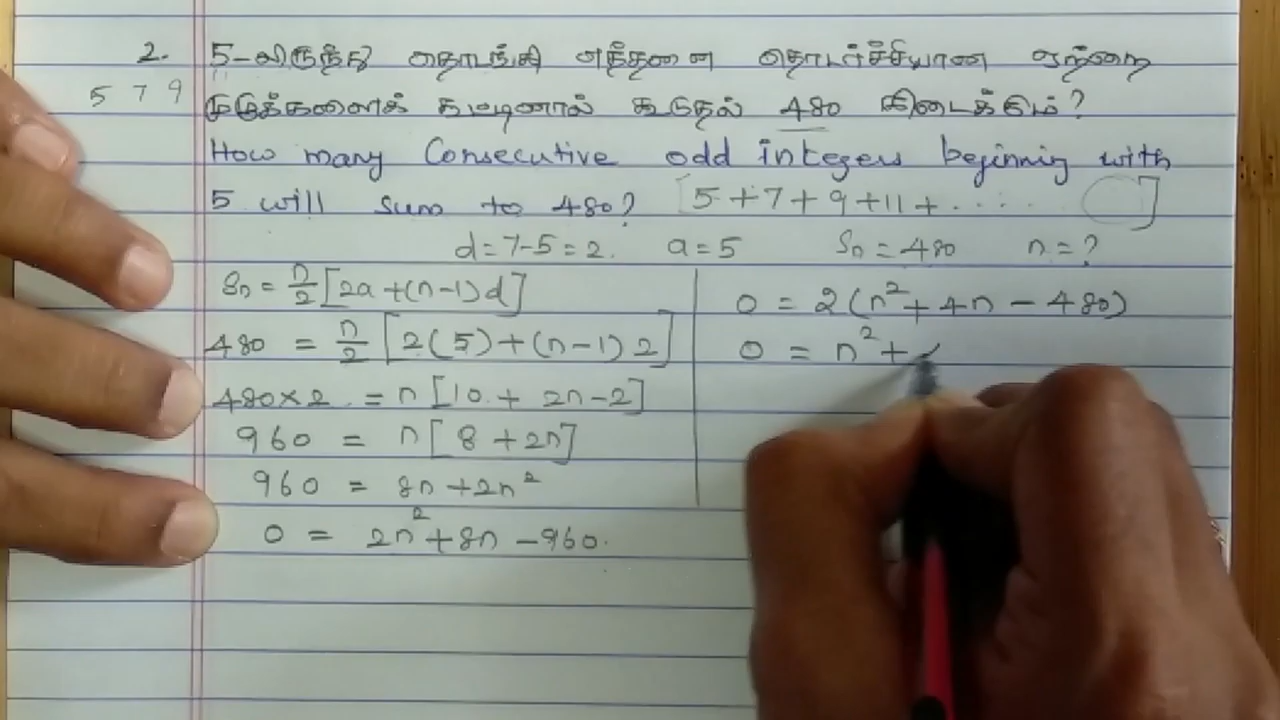 2. 5-லிருந்து தொடங்கி எத்தனை தொடர்ச்சியான ஒற்றை
5 7 9 முழுக்களைக் கூட்டினால் கூடுதல் 480 கிடைக்கும்?
How many Consecutive odd integers beginning with
5 will sum to 480? [5+7+9+11+.....]
d=7-5=2. a=5 Sn=480 n=?
Sn = n/2 [2a+(n-1)d]
480 = n/2 [2(5)+(n-1)2]
480×2 = n[10+2n-2]
960 = n[8+2n]
960 = 8n+2n²
0 = 2n²+8n-960.
0 = 2(n²+4n-480)
0 = n²+